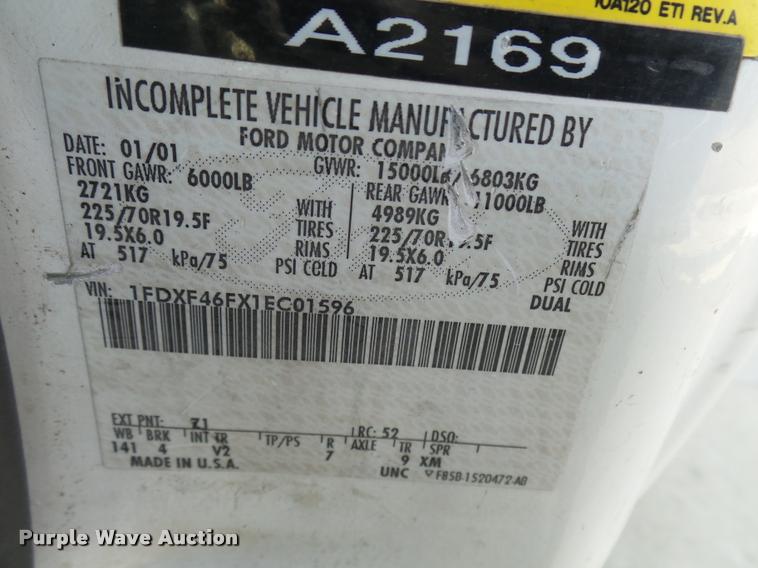 10A120 ETI REV.A
A2169
INCOMPLETE VEHICLE MANUFACTURED BY
FORD MOTOR COMPAN
DATE: 01/01 GVWR: 15000LB 6803KG
FRONT GAWR: 6000LB REAR GAWR 11000LB
2721KG WITH 4989KG WITH
225/70R19.5F TIRES 225/70R19.5F TIRES
19.5X6.0 RIMS 19.5X6.0 RIMS
AT 517 kPa/75 PSI COLD AT 517 kPa/75 PSI COLD
DUAL
VIN: 1FDXF46FX1EC01596
EXT PNT: Z1 RC: 52 DSO:
WB BRK INT TR TP/PS R AXLE TR SPR
141 4 V2 7 9 XM
MADE IN U.S.A. UNC F85B-1520472-AB
Purple Wave Auction